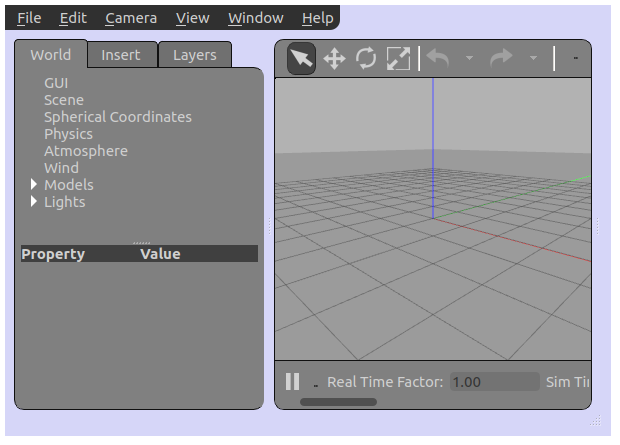 File Edit Camera View Window Help
World Insert Layers
GUI
Scene
Spherical Coordinates
Physics
Atmosphere
Wind
Models
Lights
Property Value
Real Time Factor: 1.00 Sim Ti